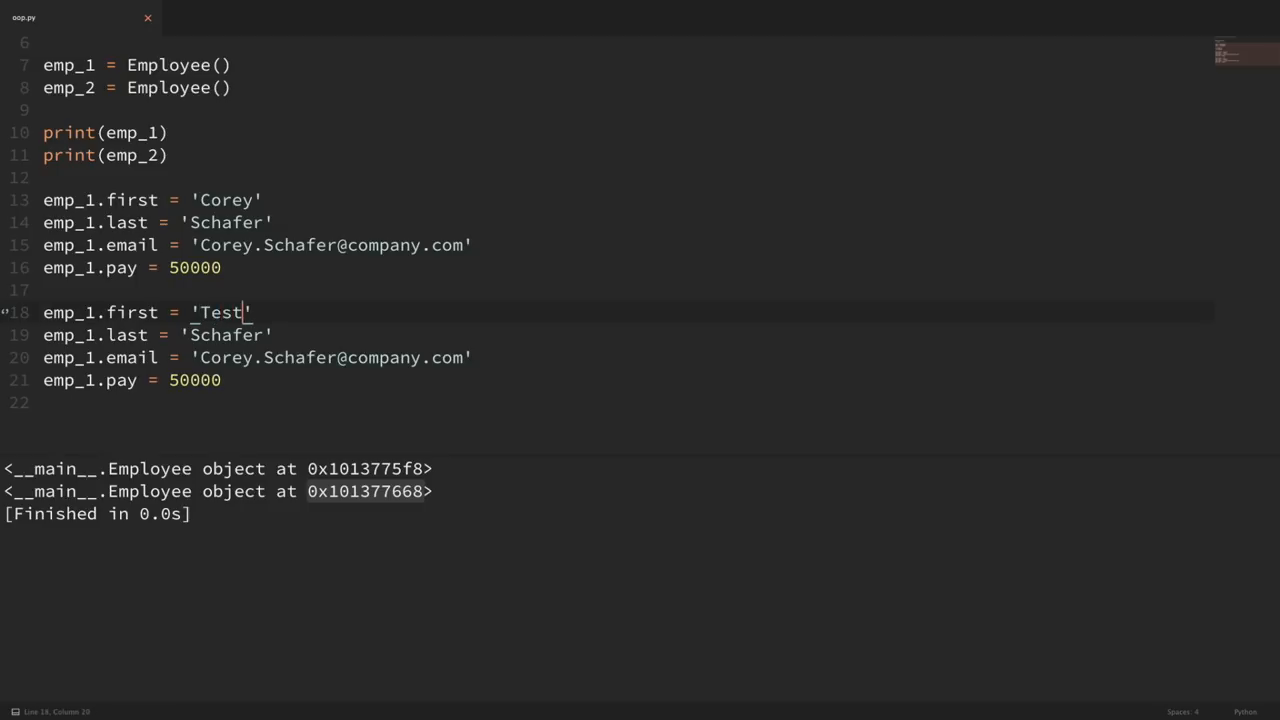 oop.py
6
7 emp_1 = Employee()
8 emp_2 = Employee()
9
10 print(emp_1)
11 print(emp_2)
12
13 emp_1.first = 'Corey'
14 emp_1.last = 'Schafer'
15 emp_1.email = 'Corey.Schafer@company.com'
16 emp_1.pay = 50000
17
18 emp_1.first = 'Test'
19 emp_1.last = 'Schafer'
20 emp_1.email = 'Corey.Schafer@company.com'
21 emp_1.pay = 50000
22
<__main__.Employee object at 0x1013775f8>
<__main__.Employee object at 0x101377668>
[Finished in 0.0s]
Line 18, Column 20 Spaces: 4 Python